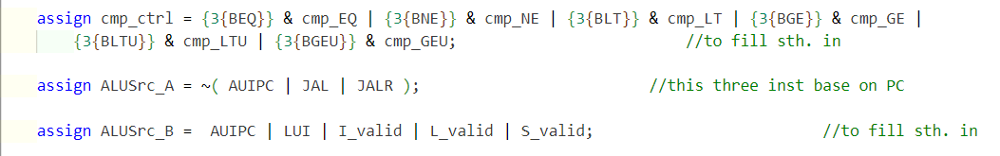 assign cmp_ctrl = {3{BEQ}} & cmp_EQ | {3{BNE}} & cmp_NE | {3{BLT}} & cmp_LT | {3{BGE}} & cmp_GE |
{3{BLTU}} & cmp_LTU | {3{BGEU}} & cmp_GEU; //to fill sth. in
assign ALUSrc_A = ~( AUIPC | JAL | JALR ); //this three inst base on PC
assign ALUSrc_B = AUIPC | LUI | I_valid | L_valid | S_valid; //to fill sth. in